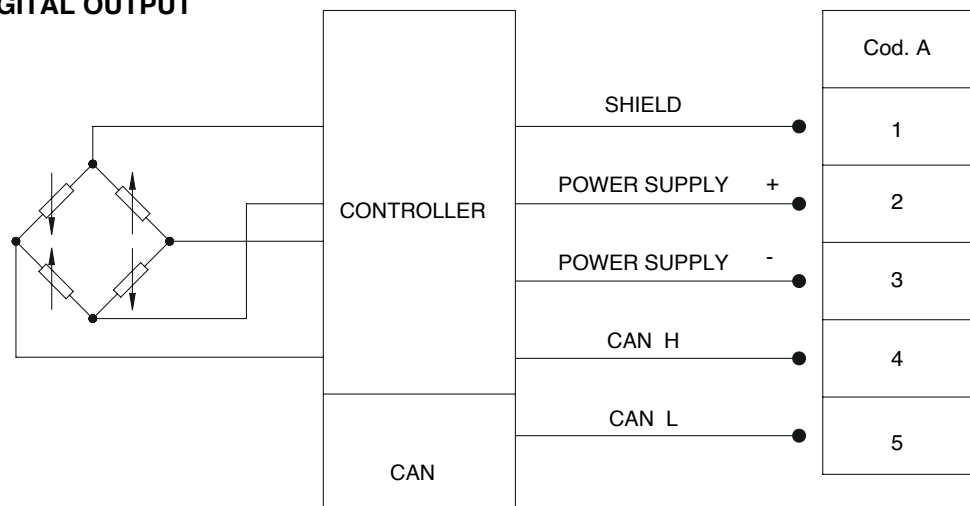 GITAL OUTPUT
Cod. A
SHIELD
1
POWER SUPPLY +
2
CONTROLLER
POWER SUPPLY -
3
CAN H
4
CAN L
5
CAN